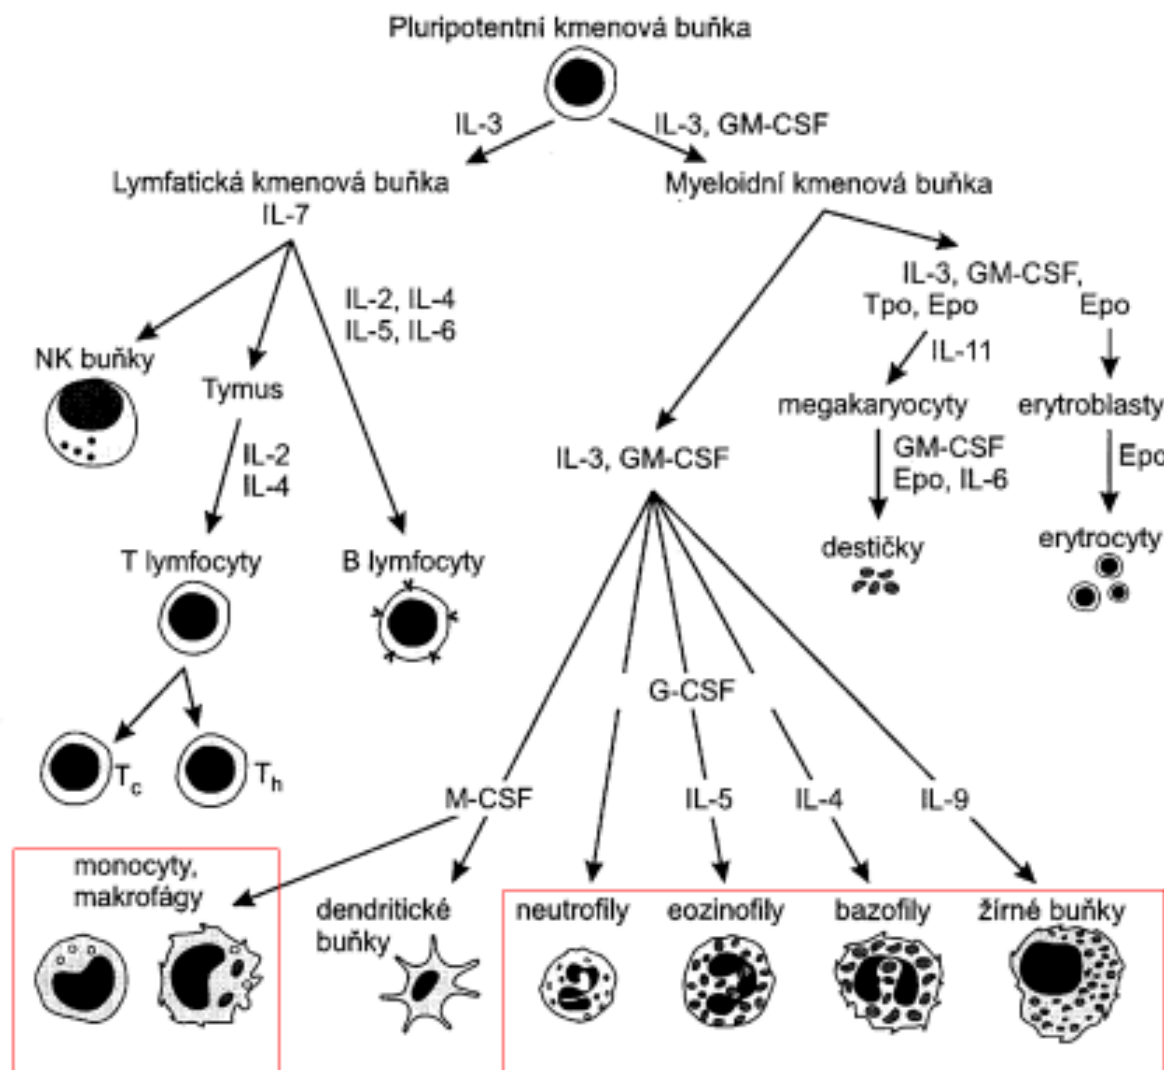 Pluripotentní kmenová buňka
IL-3
IL-3, GM-CSF
Lymfatická kmenová buňka
IL-7
Myeloidní kmenová buňka
IL-3, GM-CSF,
Tpo, Epo
Epo
IL-2, IL-4
IL-5, IL-6
IL-11
NK buňky
Tymus
megakaryocyty
erytroblasty
IL-2
IL-4
IL-3, GM-CSF
GM-CSF
Epo, IL-6
Epo
T lymfocyty
B lymfocyty
destičky
erytrocyty
G-CSF
Tc
Th
M-CSF
IL-5
IL-4
IL-9
monocyty,
makrofágy
dendritické
buňky
neutrofily
eozinofily
bazofily
žírné buňky